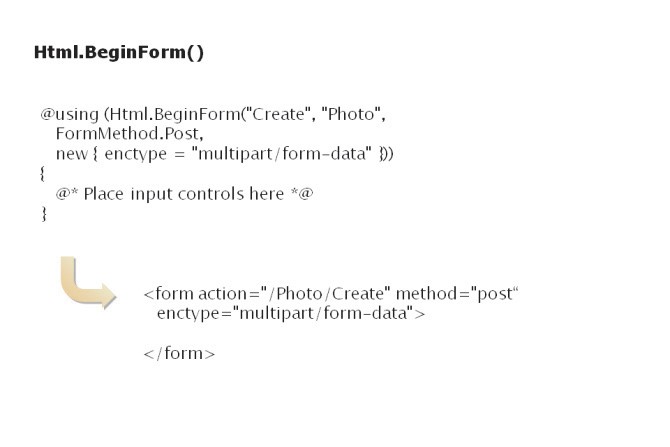 Html.BeginForm()
@using (Html.BeginForm("Create", "Photo",
FormMethod.Post,
new { enctype = "multipart/form-data" }))
{
@* Place input controls here *@
}
<form action="/Photo/Create" method="post“
enctype="multipart/form-data">
</form>